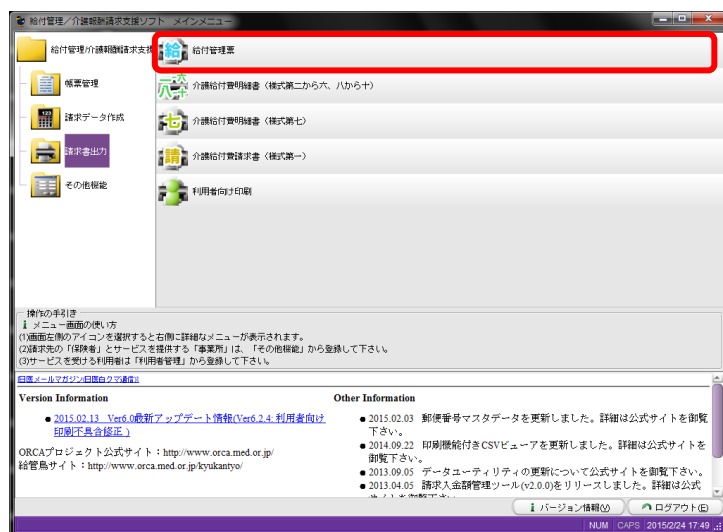 給付管理/介護報酬請求支援ソフト メインメニュー
給付管理/介護報酬請求支援
帳票管理
請求データ作成
請求書出力
その他機能
給 給付管理票
一六八十 介護給付費明細書（様式第二から六、八から十）
七 介護給付費明細書（様式第七）
請 介護給付費請求書（様式第一）
利用者向け印刷
操作の手引き
メニュー画面の使い方
(1)画面左側のアイコンを選択すると右側に詳細なメニューが表示されます。
(2)請求先の「保険者」とサービスを提供する「事業所」は、「その他機能」から登録して下さい。
(3)サービスを受ける利用者は「利用者管理」から登録して下さい。
日医メールマガジン(日医白クマ通信)
Version Information
2015.02.13 Ver6.0最新アップデート情報(Ver6.2.4: 利用者向け
印刷不具合修正 )
ORCAプロジェクト公式サイト：http://www.orca.med.or.jp/
給管鳥サイト：http://www.orca.med.or.jp/kyukantyo/
Other Information
2015.02.03 郵便番号マスタデータを更新しました。詳細は公式サイトを御覧
下さい。
2014.09.22 印刷機能付きCSVビューアを更新しました。詳細は公式サイトを
御覧下さい。
2013.09.05 データユーティリティの更新について公式サイトを御覧下さい。
2013.04.05 請求入金額管理ツール(v2.0.0)をリリースしました。詳細は公式
バージョン情報(V)
ログアウト(E)
NUM CAPS 2015/2/24 17:49